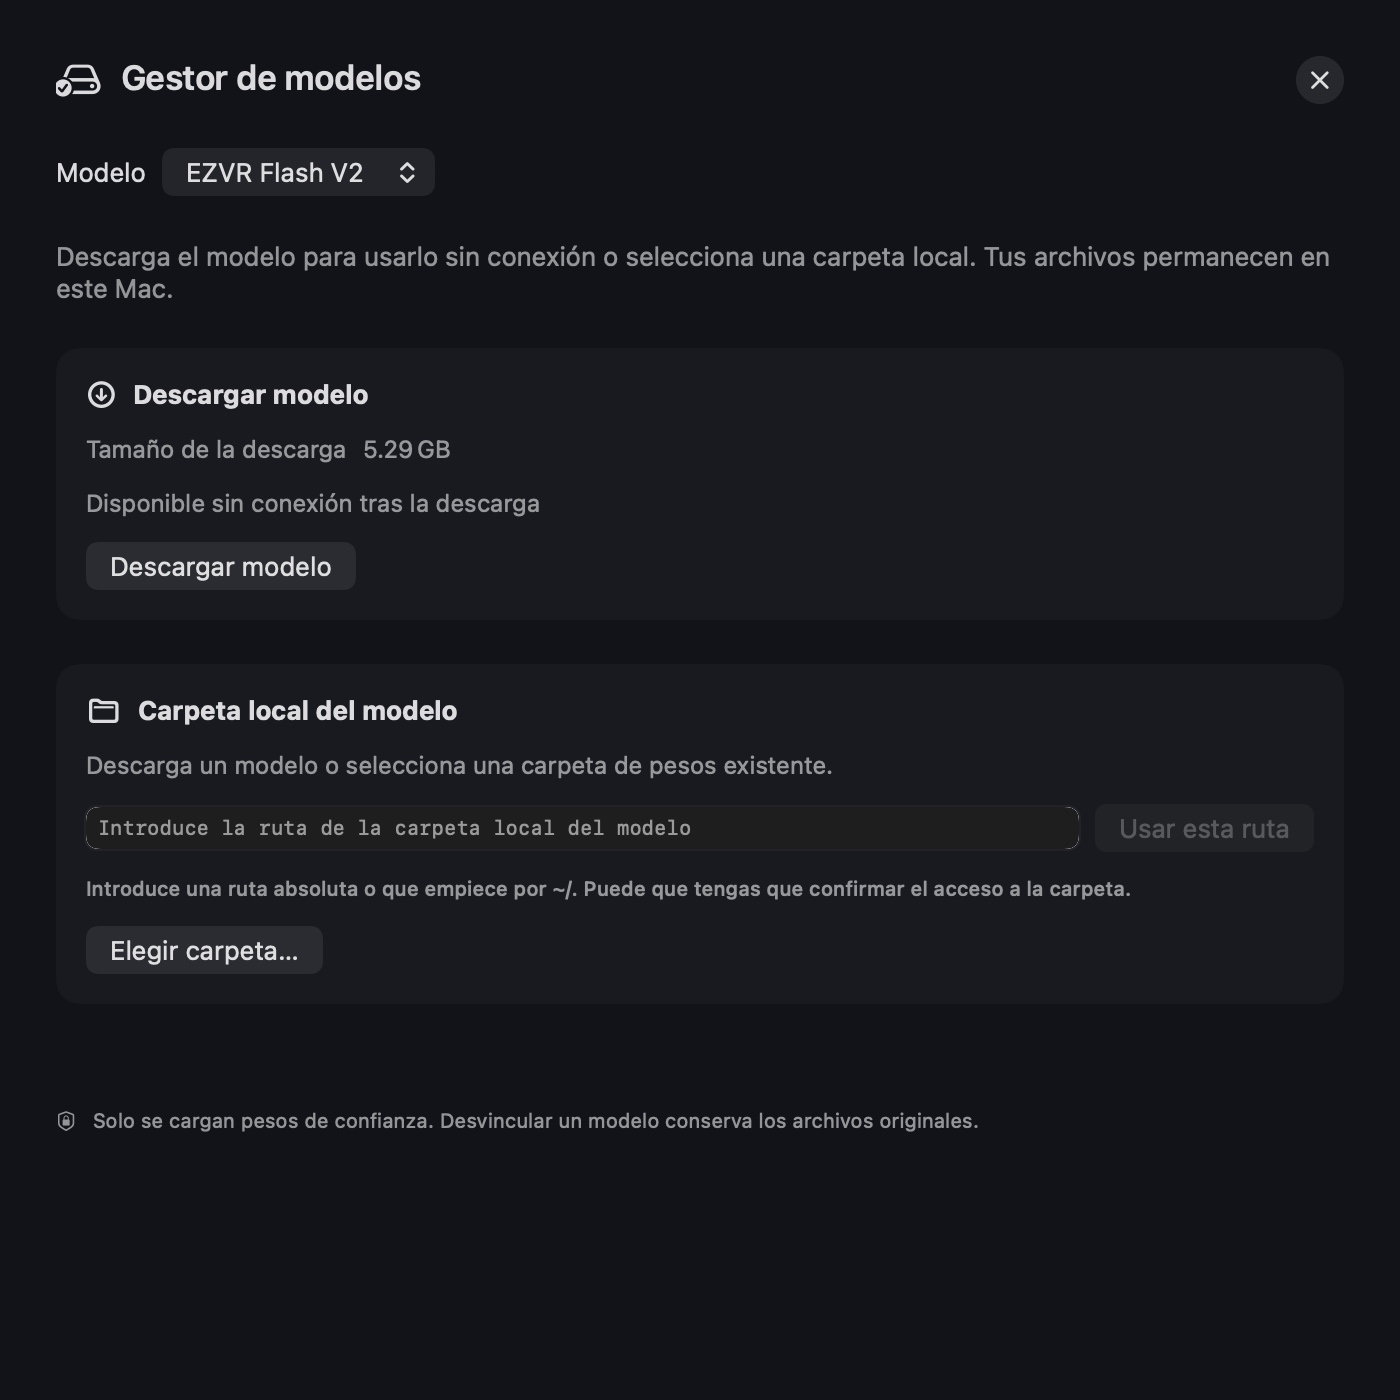 Gestor de modelos
Modelo EZVR Flash V2
Descarga el modelo para usarlo sin conexión o selecciona una carpeta local. Tus archivos permanecen en
este Mac.
Descargar modelo
Tamaño de la descarga 5.29 GB
Disponible sin conexión tras la descarga
Descargar modelo
Carpeta local del modelo
Descarga un modelo o selecciona una carpeta de pesos existente.
Introduce la ruta de la carpeta local del modelo Usar esta ruta
Introduce una ruta absoluta o que empiece por ~/. Puede que tengas que confirmar el acceso a la carpeta.
Elegir carpeta...
Solo se cargan pesos de confianza. Desvincular un modelo conserva los archivos originales.